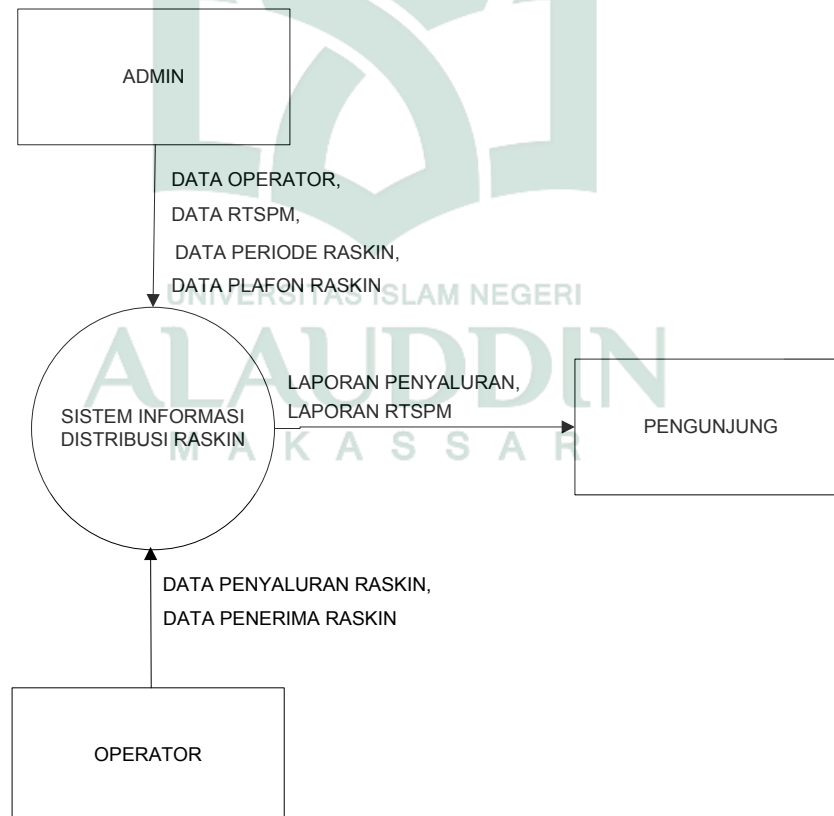 ADMIN
DATA OPERATOR,
DATA RTSPM,
DATA PERIODE RASKIN,
DATA PLAFON RASKIN
UNIVERSITAS ISLAM NEGERI
ALAUDDIN
MAKASSAR
SISTEM INFORMASI
DISTRIBUSI RASKIN
LAPORAN PENYALURAN,
LAPORAN RTSPM
PENGUNJUNG
DATA PENYALURAN RASKIN,
DATA PENERIMA RASKIN
OPERATOR